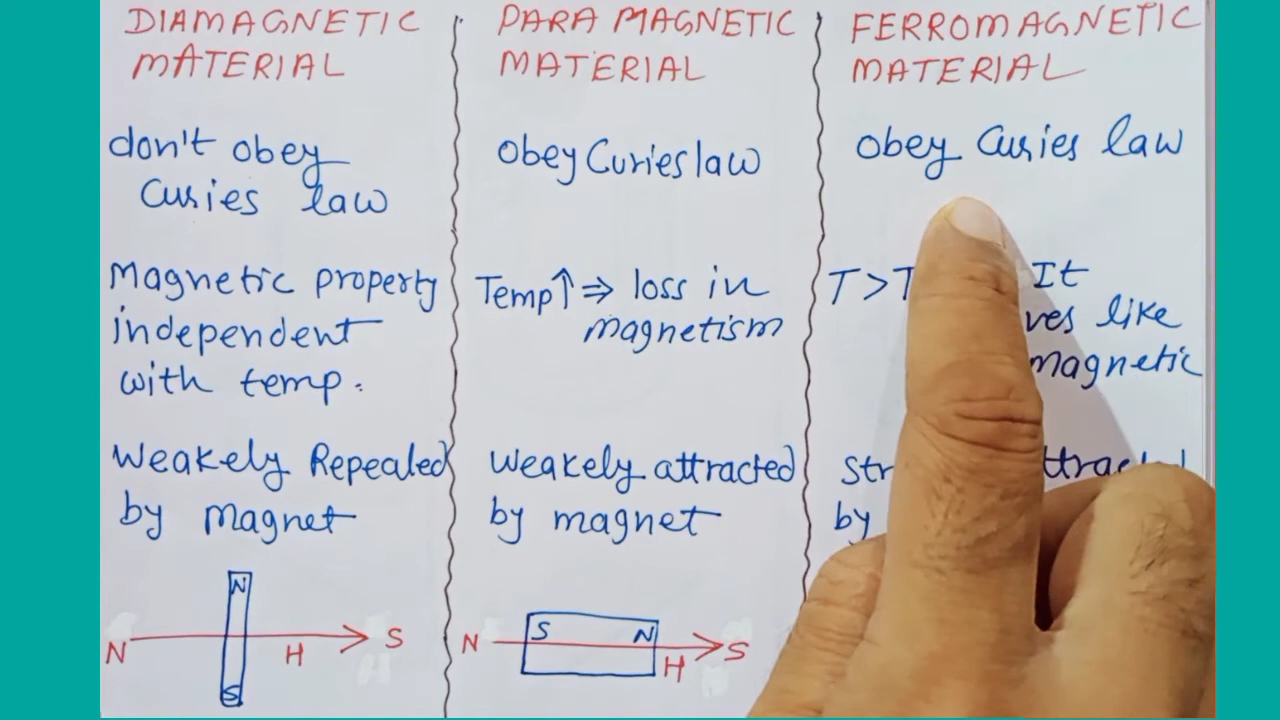 DIAMAGNETIC
MATERIAL
don't obey
Curies law
Magnetic property
independent
with temp.
Weakely Repealed
by magnet
N
S
N
H
S
PARA MAGNETIC
MATERIAL
obey Curies law
Temp↑ ⇒ loss in
magnetism
Weakely attracted
by magnet
N
S
N
H
S
FERROMAGNETIC
MATERIAL
obey Curies law
T > It
like
magnetic
by